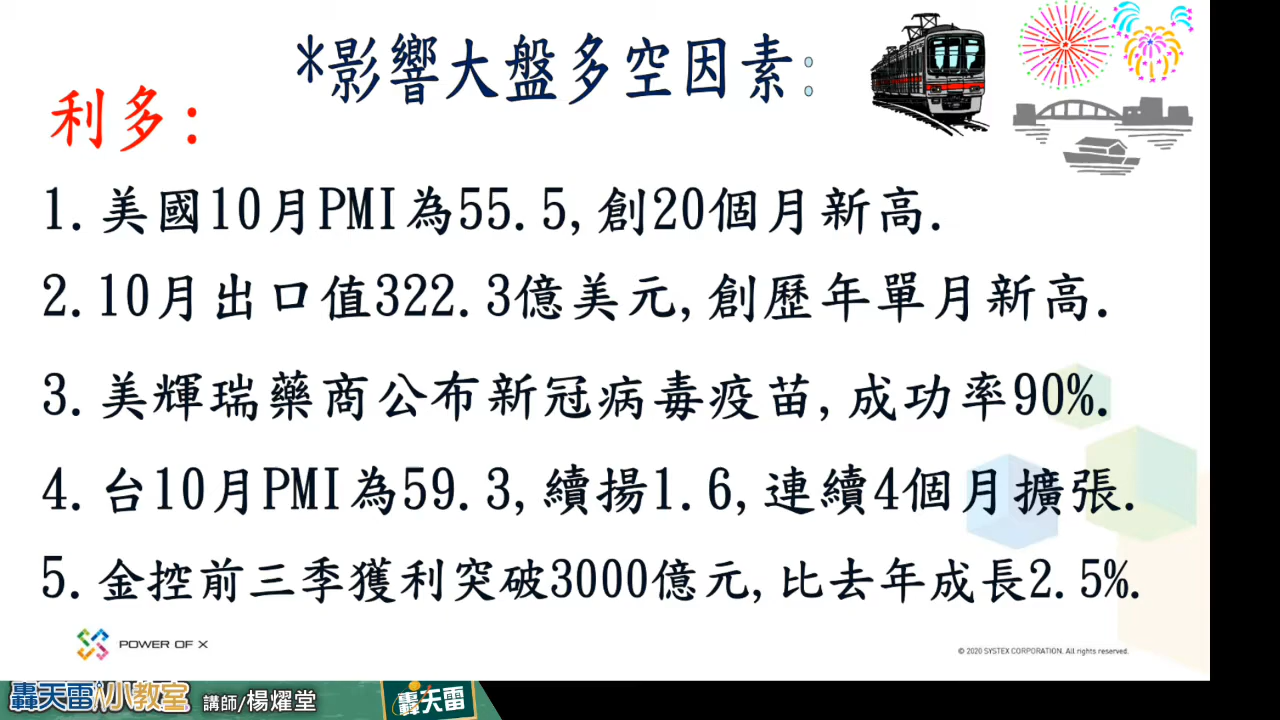 *影響大盤多空因素:
利多:
1.美國10月PMI為55.5,創20個月新高.
2.10月出口值322.3億美元,創歷年單月新高.
3.美輝瑞藥商公布新冠病毒疫苗,成功率90%.
4.台10月PMI為59.3,續揚1.6,連續4個月擴張.
5.金控前三季獲利突破3000億元,比去年成長2.5%.
POWER OF X
© 2020 SYSTEX CORPORATION. All rights reserved.
轟天雷小教室 講師/楊燿堂 轟天雷